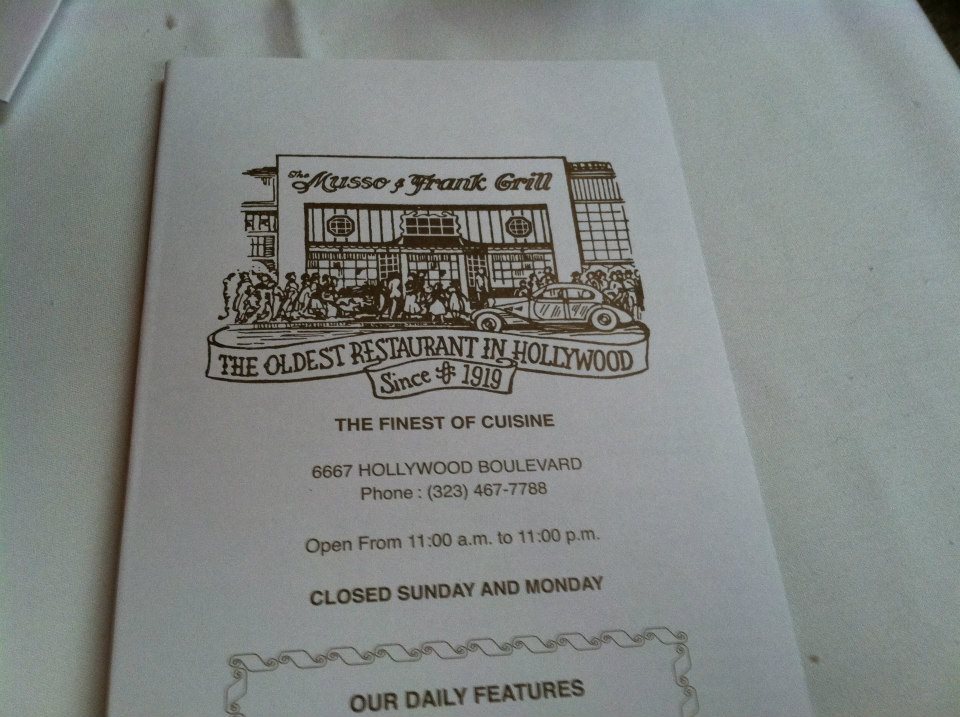 The Musso & Frank Grill
THE OLDEST RESTAURANT IN HOLLYWOOD
Since 1919
THE FINEST OF CUISINE
6667 HOLLYWOOD BOULEVARD
Phone : (323) 467-7788
Open From 11:00 a.m. to 11:00 p.m.
CLOSED SUNDAY AND MONDAY
OUR DAILY FEATURES